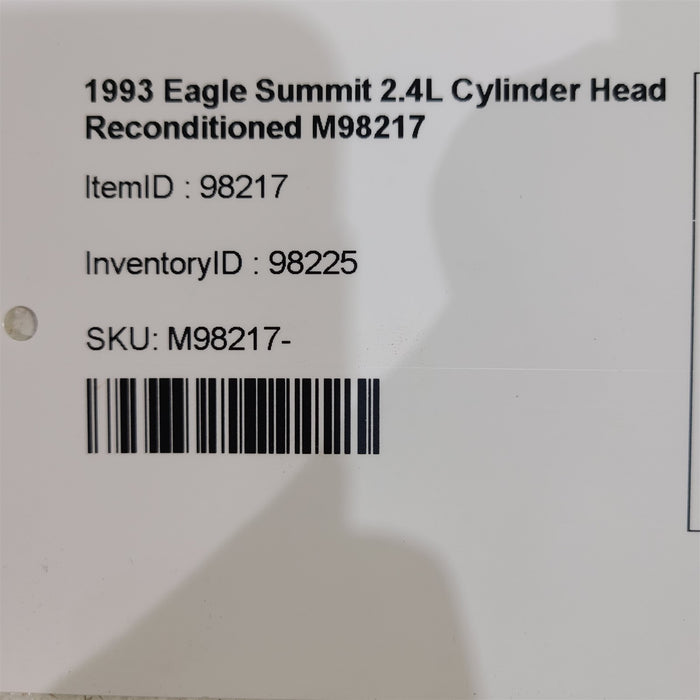 1993 Eagle Summit 2.4L Cylinder Head
Reconditioned M98217
ItemID : 98217
InventoryID : 98225
SKU: M98217-